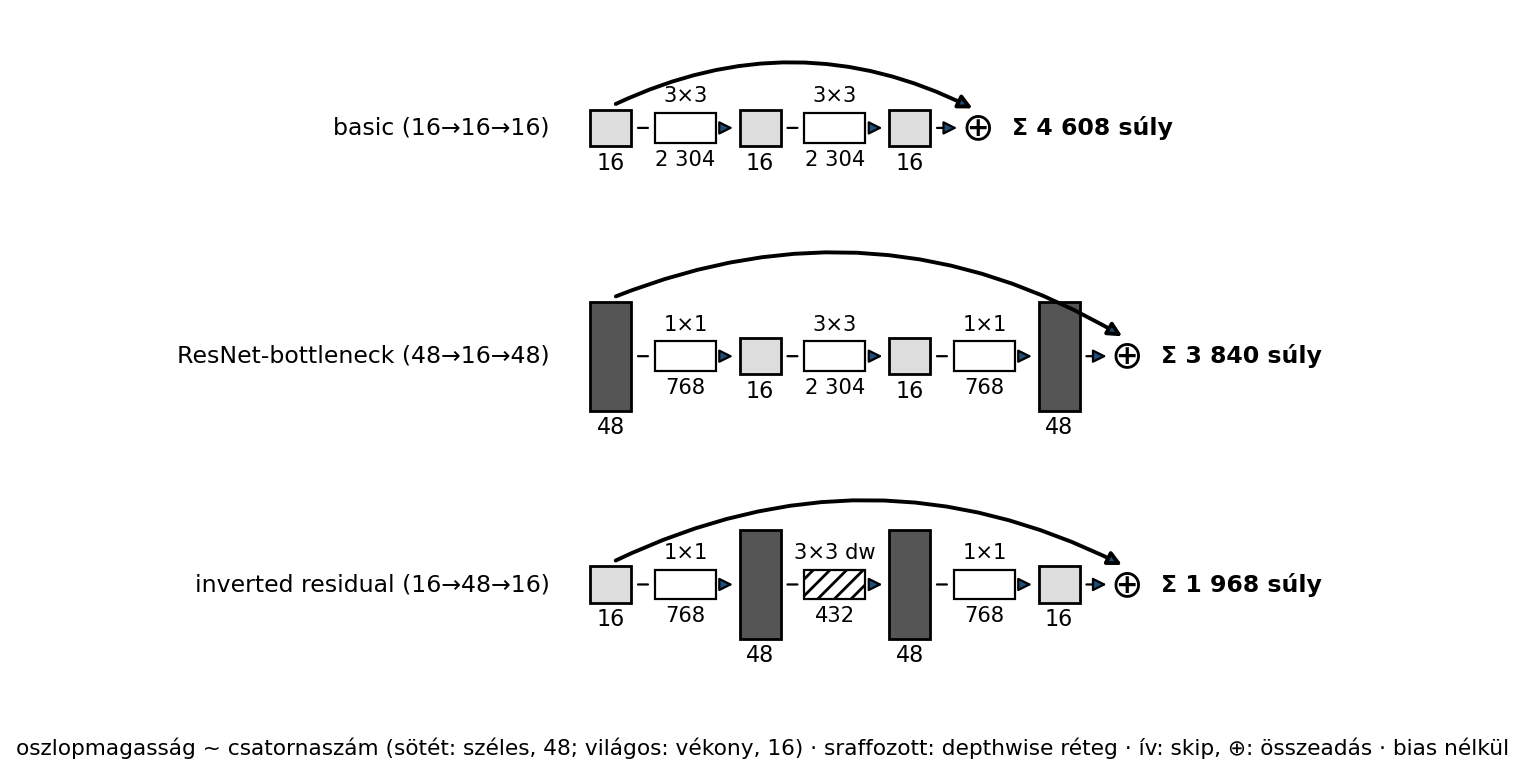 3×3 3×3
basic (16→16→16) ⊕ Σ 4 608 súly
16 2 304 16 2 304 16
1×1 3×3 1×1
ResNet-bottleneck (48→16→48) ⊕ Σ 3 840 súly
768 16 2 304 16 768
48 48
1×1 3×3 dw 1×1
inverted residual (16→48→16) ⊕ Σ 1 968 súly
16 768 432 768 16
48 48
oszlopmagasság ~ csatornaszám (sötét: széles, 48; világos: vékony, 16) · sraffozott: depthwise réteg · ív: skip, ⊕: összeadás · bias nélkül